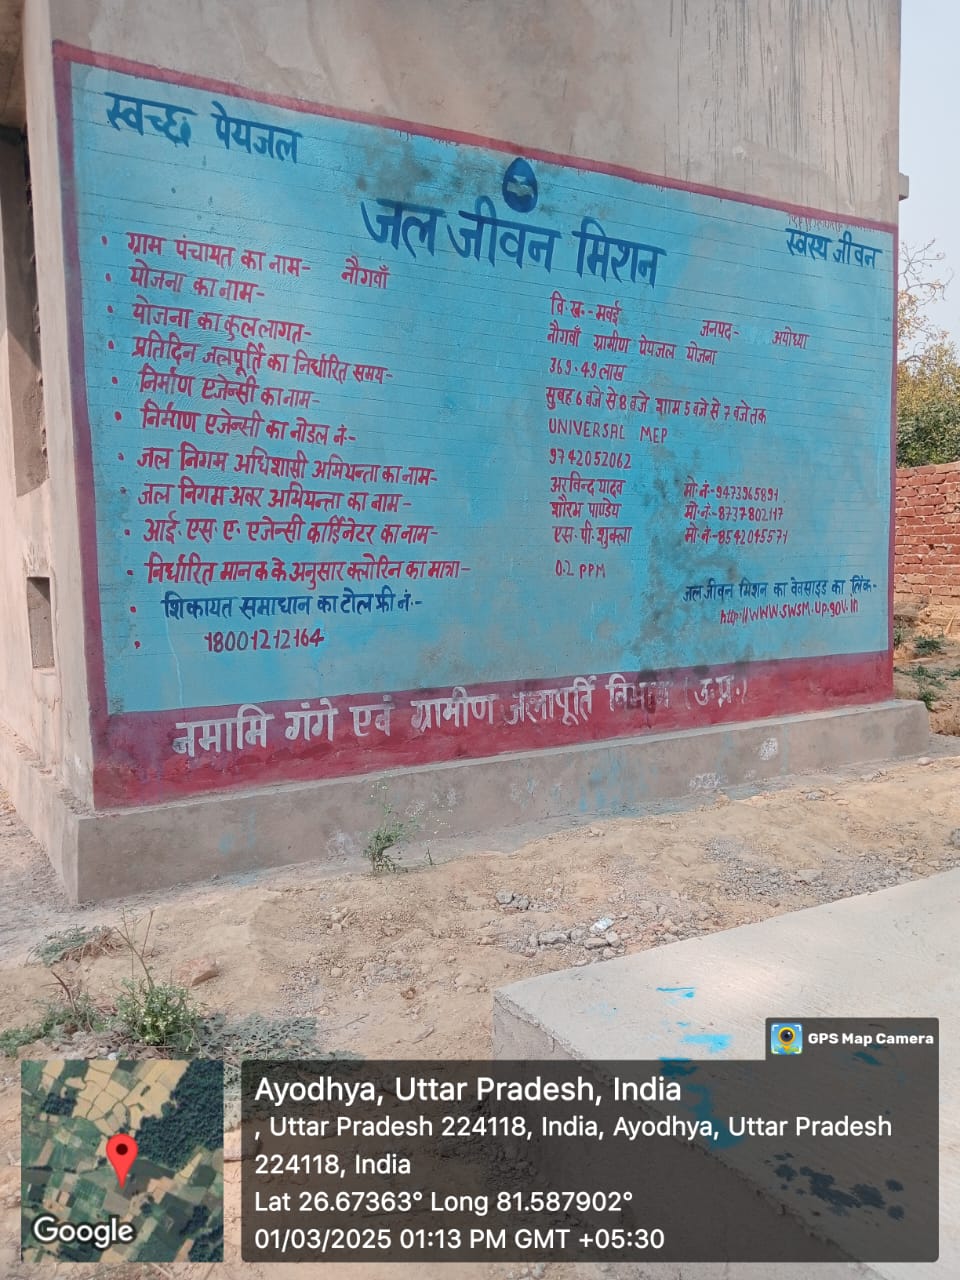 स्वच्छ पेयजल
जल जीवन मिशन
स्वस्थ जीवन
• ग्राम पंचायत का नाम- नौगवाँ वि.ख.- मवई जनपद- अयोध्या
• योजना का नाम- नौगवाँ ग्रामीण पेयजल योजना
• योजना का कुल लागत- 369.49 लाख
• प्रतिदिन जलपूर्ति का निर्धारित समय- सुबह 6 बजे से 8 बजे शाम 5 बजे से 7 बजे तक
• निर्माण एजेन्सी का नाम- UNIVERSAL MEP
• निर्माण एजेन्सी का नोडल नं:- 9742052062
• जल निगम अधिशासी अभियन्ता का नाम- अरविन्द यादव मो.नं.-9473965891
• जल निगम अवर अभियन्ता का नाम- शौरभ पाण्डेय मो.नं.-8737802117
• आई.एस.ए. एजेन्सी कार्डिनेटर का नाम- एस.पी.शुक्ला मो.नं.-8542045571
• निर्धारित मानक के अनुसार क्लोरिन का मात्रा- 0.2 PPM
• शिकायत समाधान का टोल फ्री नं.:-
• 18001212164
जल जीवन मिशन का वेवसाइड का लिंक-
http://www.swsm.up.gov.in
नमामि गंगे एवं ग्रामीण जलापूर्ति विभाग (उ.प्र.)
GPS Map Camera
Ayodhya, Uttar Pradesh, India
, Uttar Pradesh 224118, India, Ayodhya, Uttar Pradesh
224118, India
Lat 26.67363° Long 81.587902°
01/03/2025 01:13 PM GMT +05:30
Google